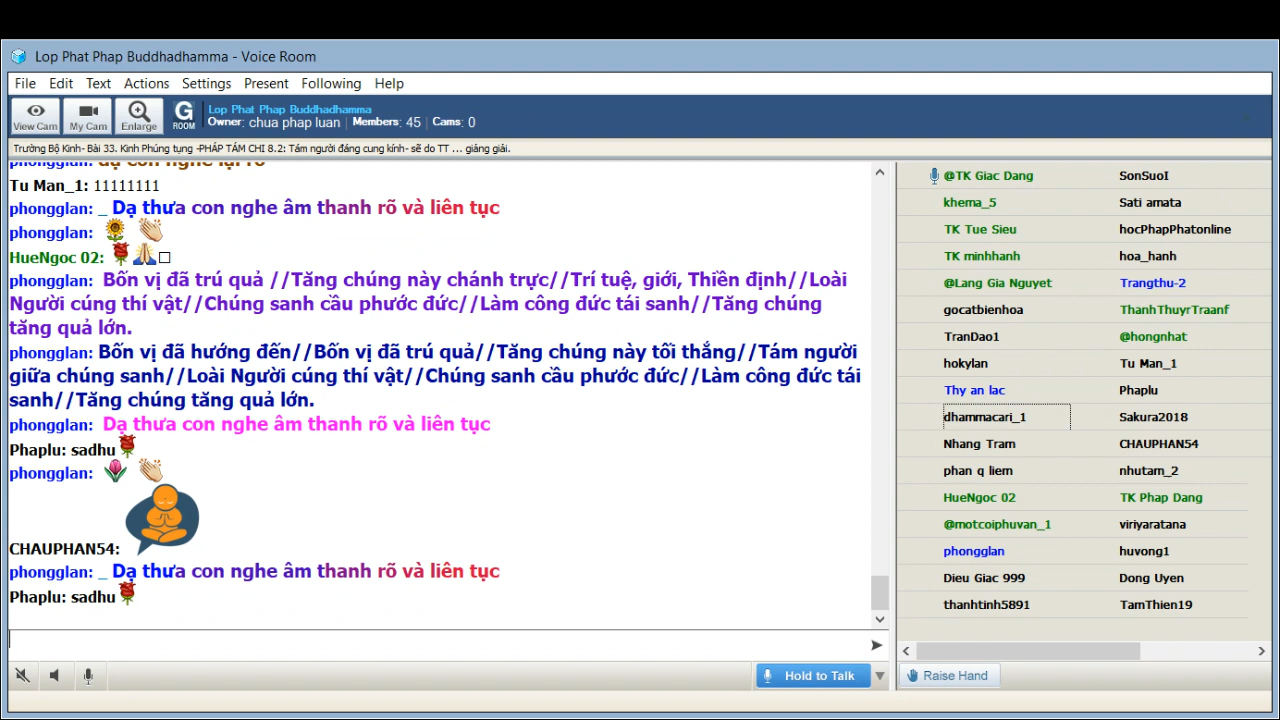 Lop Phat Phap Buddhadhamma - Voice Room
File Edit Text Actions Settings Present Following Help
View Cam My Cam Enlarge G ROOM
Lop Phat Phap Buddhadhamma
Owner: chua phap luan | Members: 45 | Cams: 0
Trường Bộ Kinh- Bài 33. Kinh Phúng tụng -PHÁP TÁM CHI 8.2: Tám người đáng cung kính- sẽ do TT ... giảng giải.
phongglan: dạ con nghe lại rõ
Tu Man_1: 11111111
phongglan: _ Dạ thưa con nghe âm thanh rõ và liên tục
phongglan:
HueNgoc 02:
phongglan: Bốn vị đã trú quả //Tăng chúng này chánh trực//Trí tuệ, giới, Thiền định//Loài
Người cúng thí vật//Chúng sanh cầu phước đức//Làm công đức tái sanh//Tăng chúng
tăng quả lớn.
phongglan: Bốn vị đã hướng đến//Bốn vị đã trú quả//Tăng chúng này tối thắng//Tám người
giữa chúng sanh//Loài Người cúng thí vật//Chúng sanh cầu phước đức//Làm công đức tái
sanh//Tăng chúng tăng quả lớn.
phongglan: Dạ thưa con nghe âm thanh rõ và liên tục
Phaplu: sadhu
phongglan:
CHAUPHAN54:
phongglan: _ Dạ thưa con nghe âm thanh rõ và liên tục
Phaplu: sadhu
@TK Giac Dang SonSuoI
khema_5 Sati amata
TK Tue Sieu hocPhapPhatonline
TK minhhanh hoa_hanh
@Lang Gia Nguyet Trangthu-2
gocatbienhoa ThanhThuyrTraanf
TranDao1 @hongnhat
hokylan Tu Man_1
Thy an lac Phaplu
dhammacari_1 Sakura2018
Nhang Tram CHAUPHAN54
phan q liem nhutam_2
HueNgoc 02 TK Phap Dang
@motcoiphuvan_1 viriyaratana
phongglan huvong1
Dieu Giac 999 Dong Uyen
thanhtinh5891 TamThien19
Hold to Talk
Raise Hand